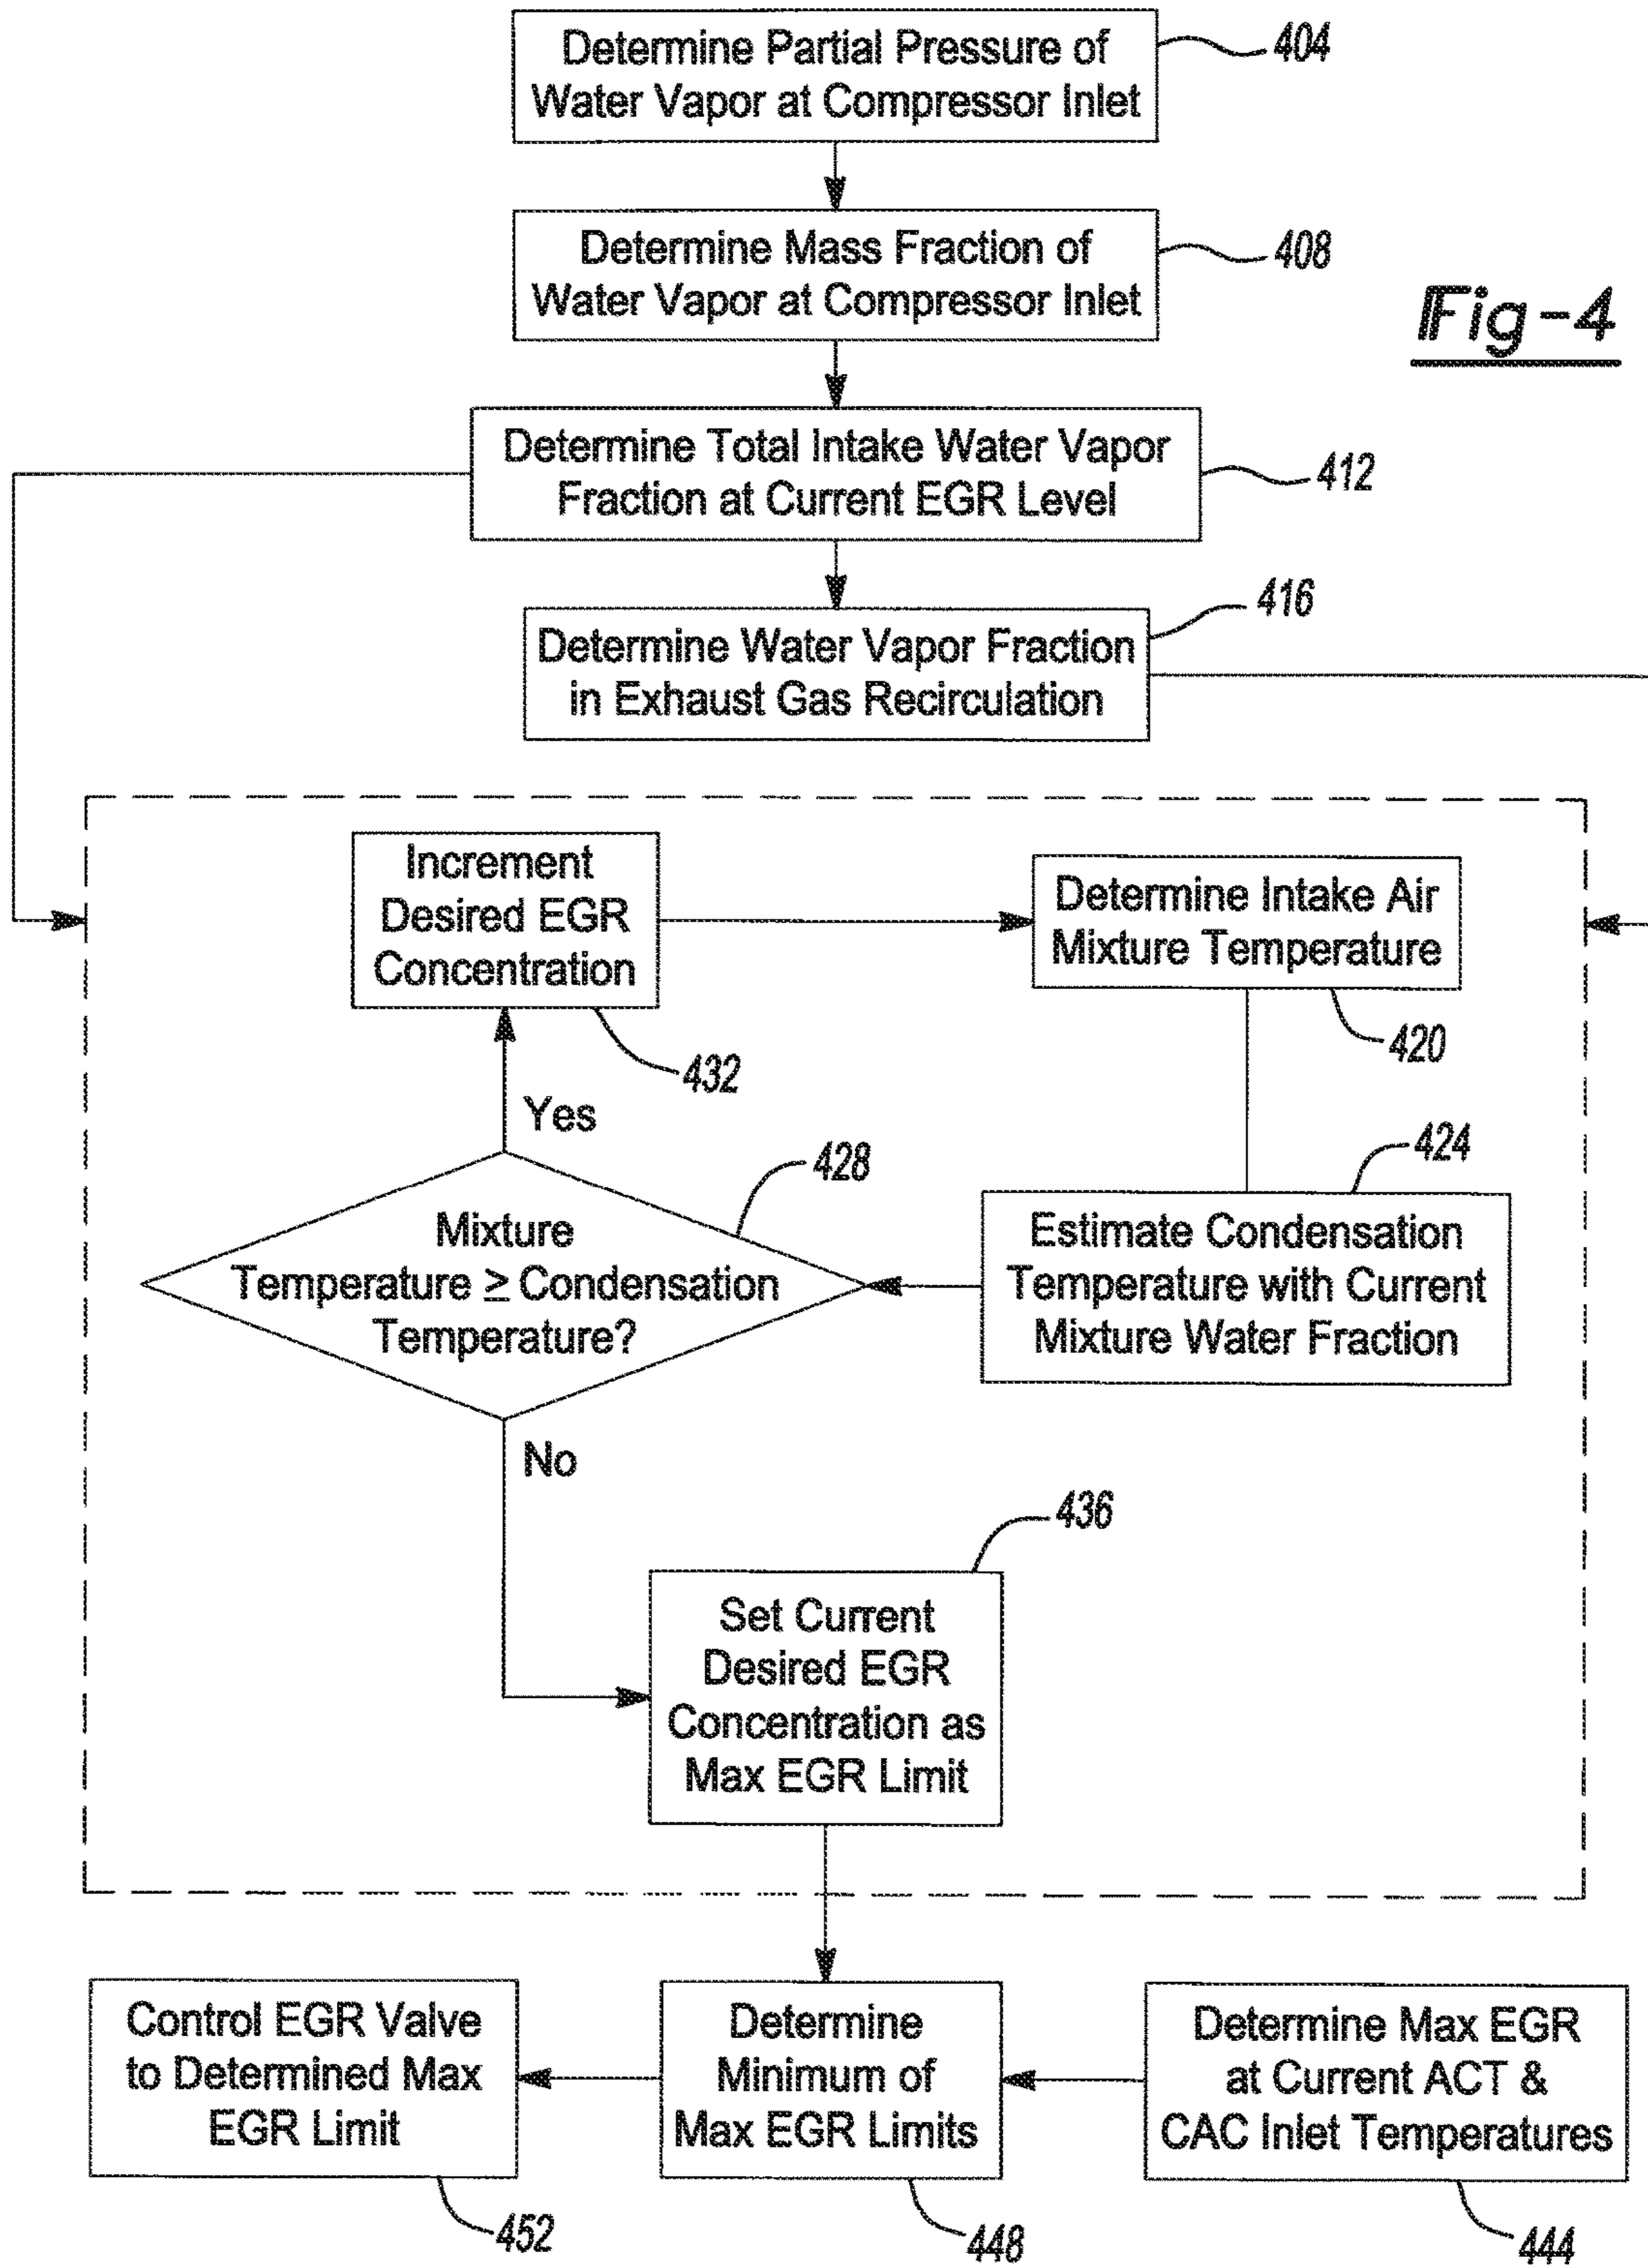 Determine Partial Pressure of
Water Vapor at Compressor Inlet
404
Determine Mass Fraction of
Water Vapor at Compressor Inlet
408
Fig-4
Determine Total Intake Water Vapor
Fraction at Current EGR Level
412
Determine Water Vapor Fraction
in Exhaust Gas Recirculation
416
Increment
Desired EGR
Concentration
432
Determine Intake Air
Mixture Temperature
420
Yes
Mixture
Temperature ≥ Condensation
Temperature?
428
Estimate Condensation
Temperature with Current
Mixture Water Fraction
424
No
Set Current
Desired EGR
Concentration as
Max EGR Limit
436
Control EGR Valve
to Determined Max
EGR Limit
452
Determine
Minimum of
Max EGR Limits
448
Determine Max EGR
at Current ACT &
CAC Inlet Temperatures
444